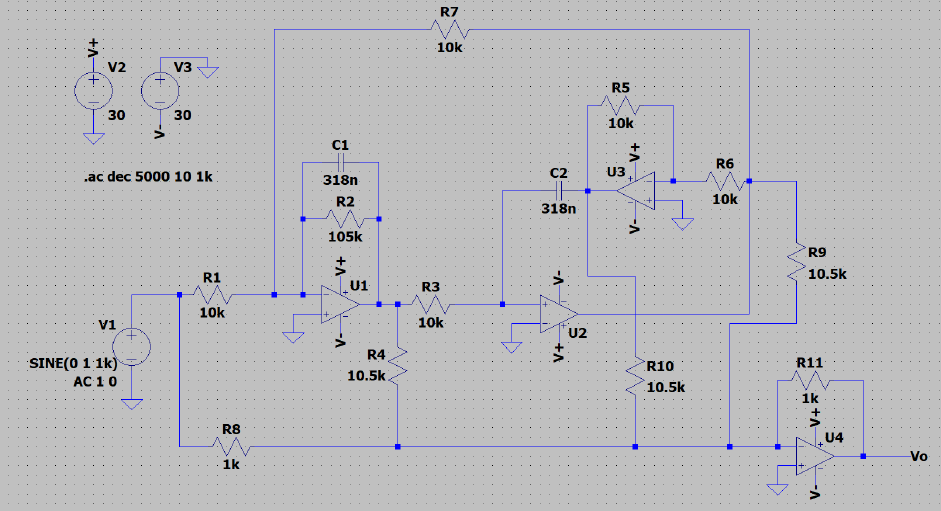 R7
10k
V+
V2
V3
30
30
V-
R5
10k
.ac dec 5000 10 1k
C1
318n
R2
105k
V+
U3
C2
318n
R6
10k
V-
R9
10.5k
R1
10k
V+
U1
R3
10k
V-
U2
V+
V1
SINE(0 1 1k)
AC 1 0
V-
R4
10.5k
R10
10.5k
R11
1k
V+
U4
Vo
V-
R8
1k